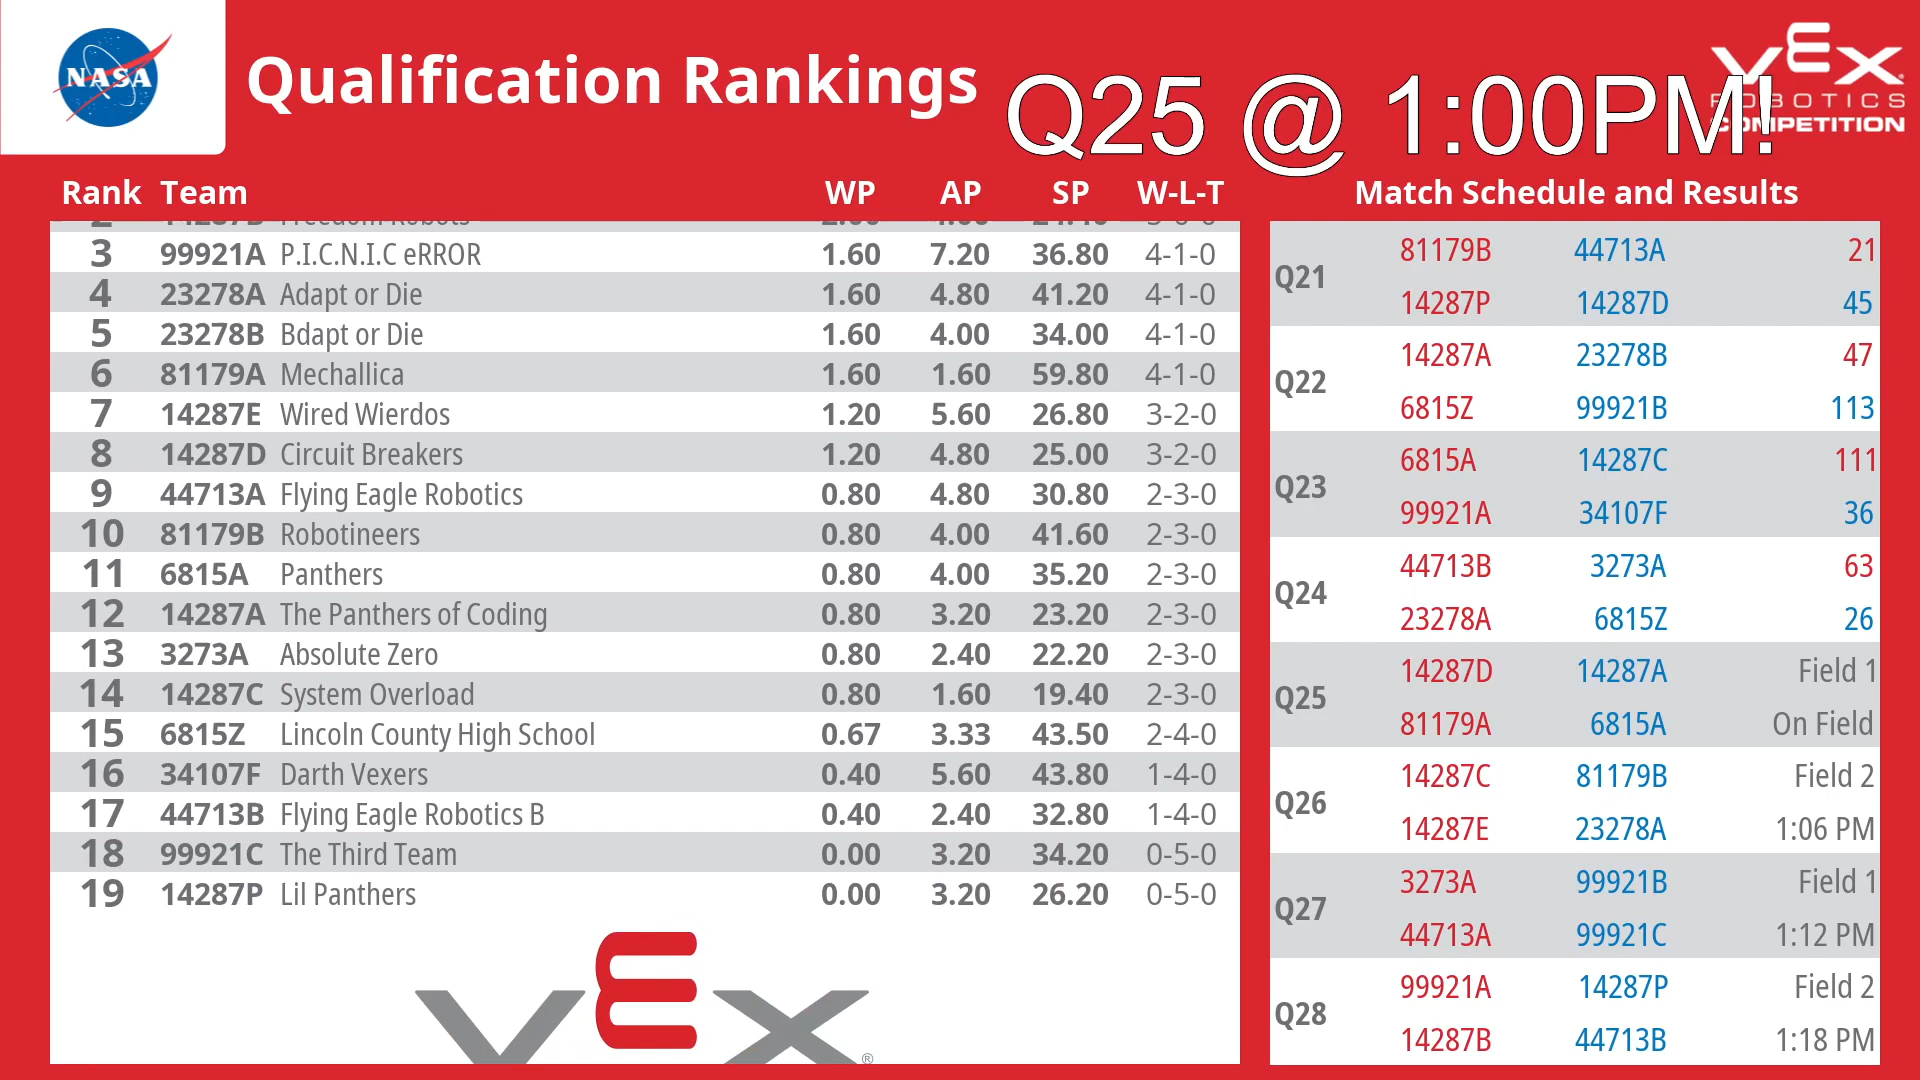 NASA
Qualification Rankings
Q25 @ 1:00PM!
VEX
ROBOTICS
COMPETITION
Rank Team WP AP SP W-L-T
3 99921A P.I.C.N.I.C eRROR 1.60 7.20 36.80 4-1-0
4 23278A Adapt or Die 1.60 4.80 41.20 4-1-0
5 23278B Bdapt or Die 1.60 4.00 34.00 4-1-0
6 81179A Mechallica 1.60 1.60 59.80 4-1-0
7 14287E Wired Wierdos 1.20 5.60 26.80 3-2-0
8 14287D Circuit Breakers 1.20 4.80 25.00 3-2-0
9 44713A Flying Eagle Robotics 0.80 4.80 30.80 2-3-0
10 81179B Robotineers 0.80 4.00 41.60 2-3-0
11 6815A Panthers 0.80 4.00 35.20 2-3-0
12 14287A The Panthers of Coding 0.80 3.20 23.20 2-3-0
13 3273A Absolute Zero 0.80 2.40 22.20 2-3-0
14 14287C System Overload 0.80 1.60 19.40 2-3-0
15 6815Z Lincoln County High School 0.67 3.33 43.50 2-4-0
16 34107F Darth Vexers 0.40 5.60 43.80 1-4-0
17 44713B Flying Eagle Robotics B 0.40 2.40 32.80 1-4-0
18 99921C The Third Team 0.00 3.20 34.20 0-5-0
19 14287P Lil Panthers 0.00 3.20 26.20 0-5-0
VEX ®
Match Schedule and Results
Q21
81179B 44713A 21
14287P 14287D 45
Q22
14287A 23278B 47
6815Z 99921B 113
Q23
6815A 14287C 111
99921A 34107F 36
Q24
44713B 3273A 63
23278A 6815Z 26
Q25
14287D 14287A Field 1
81179A 6815A On Field
Q26
14287C 81179B Field 2
14287E 23278A 1:06 PM
Q27
3273A 99921B Field 1
44713A 99921C 1:12 PM
Q28
99921A 14287P Field 2
14287B 44713B 1:18 PM